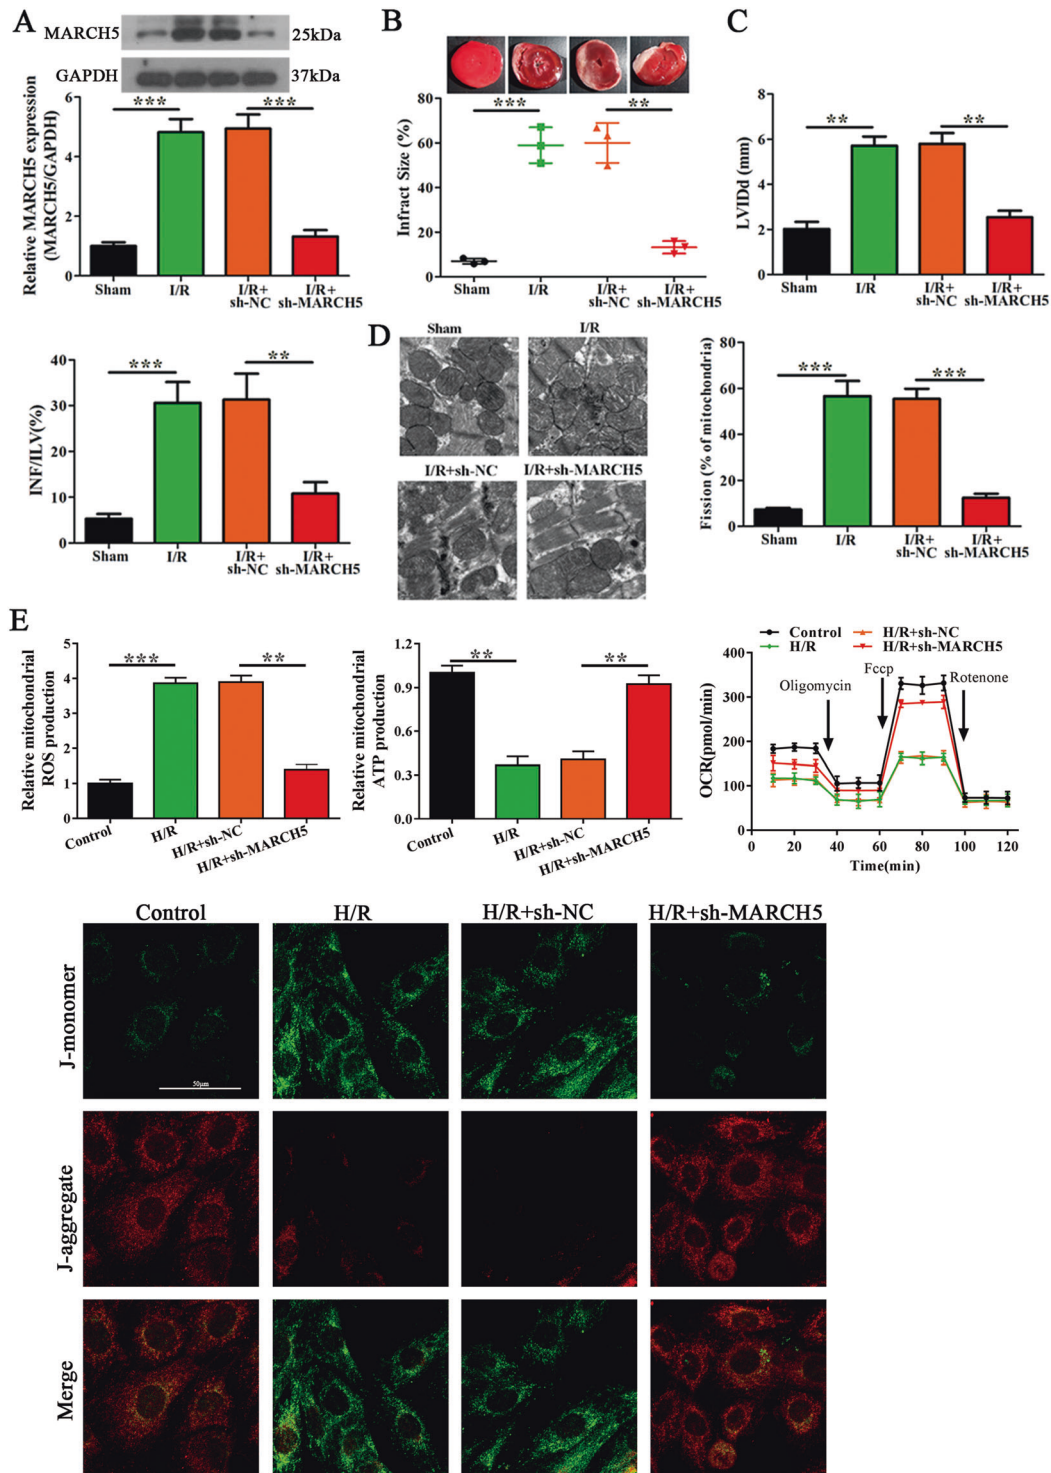 A
MARCH5
25kDa
GAPDH
37kDa
Relative MARCH5 expression
(MARCH5/GAPDH)
6
4
2
0
***
***
Sham
I/R
I/R+
sh-NC
I/R+
sh-MARCH5
B
Infract Size (%)
80
60
40
20
0
***
**
Sham
I/R
I/R+
sh-NC
I/R+
sh-MARCH5
C
LVIDd (mm)
8
6
4
2
0
**
**
Sham
I/R
I/R+
sh-NC
I/R+
sh-MARCH5
INF/ILV(%)
40
30
20
10
0
***
**
Sham
I/R
I/R+
sh-NC
I/R+
sh-MARCH5
D
Sham
I/R
I/R+sh-NC
I/R+sh-MARCH5
Fission (% of mitochondria)
80
60
40
20
0
***
***
Sham
I/R
I/R+
sh-NC
I/R+
sh-MARCH5
E
Relative mitochondrial
ROS production
5
4
3
2
1
0
***
**
Control
H/R
H/R+sh-NC
H/R+sh-MARCH5
Relative mitochondrial
ATP production
1.2
0.9
0.6
0.3
0.0
**
**
Control
H/R
H/R+sh-NC
H/R+sh-MARCH5
Control
H/R+sh-NC
H/R
H/R+sh-MARCH5
OCR(pmol/min)
400
300
200
100
0
Oligomycin
Fccp
Rotenone
0 20 40 60 80 100 120
Time(min)
Control
H/R
H/R+sh-NC
H/R+sh-MARCH5
J-monomer
50μm
J-aggregate
Merge